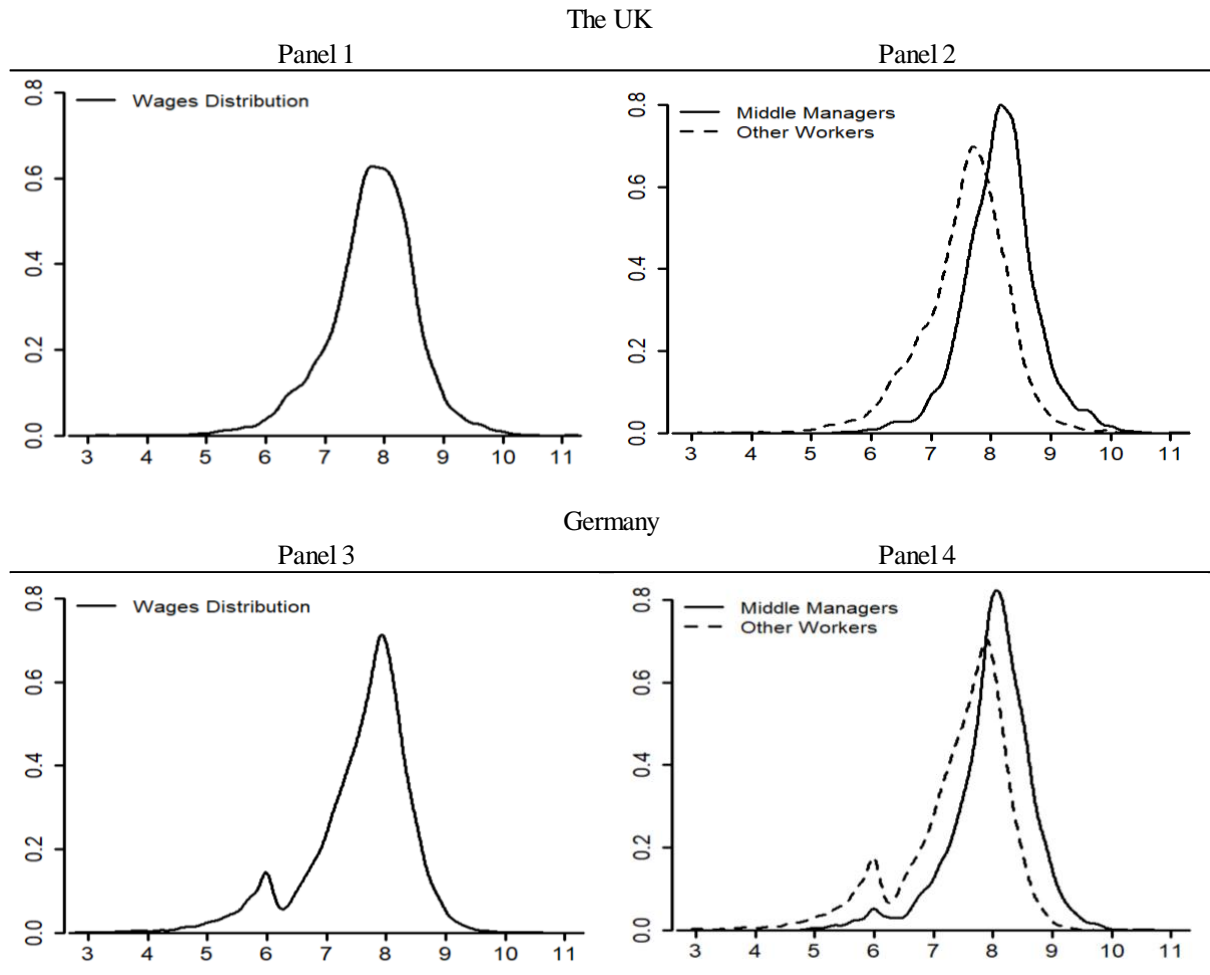 The UK
Panel 1 Panel 2
0.8
0.6
0.4
0.2
0.0
Wages Distribution
3 4 5 6 7 8 9 10 11
0.8
0.6
0.4
0.2
0.0
Middle Managers
Other Workers
3 4 5 6 7 8 9 10 11
Germany
Panel 3 Panel 4
0.8
0.6
0.4
0.2
0.0
Wages Distribution
3 4 5 6 7 8 9 10 11
0.8
0.6
0.4
0.2
0.0
Middle Managers
Other Workers
3 4 5 6 7 8 9 10 11